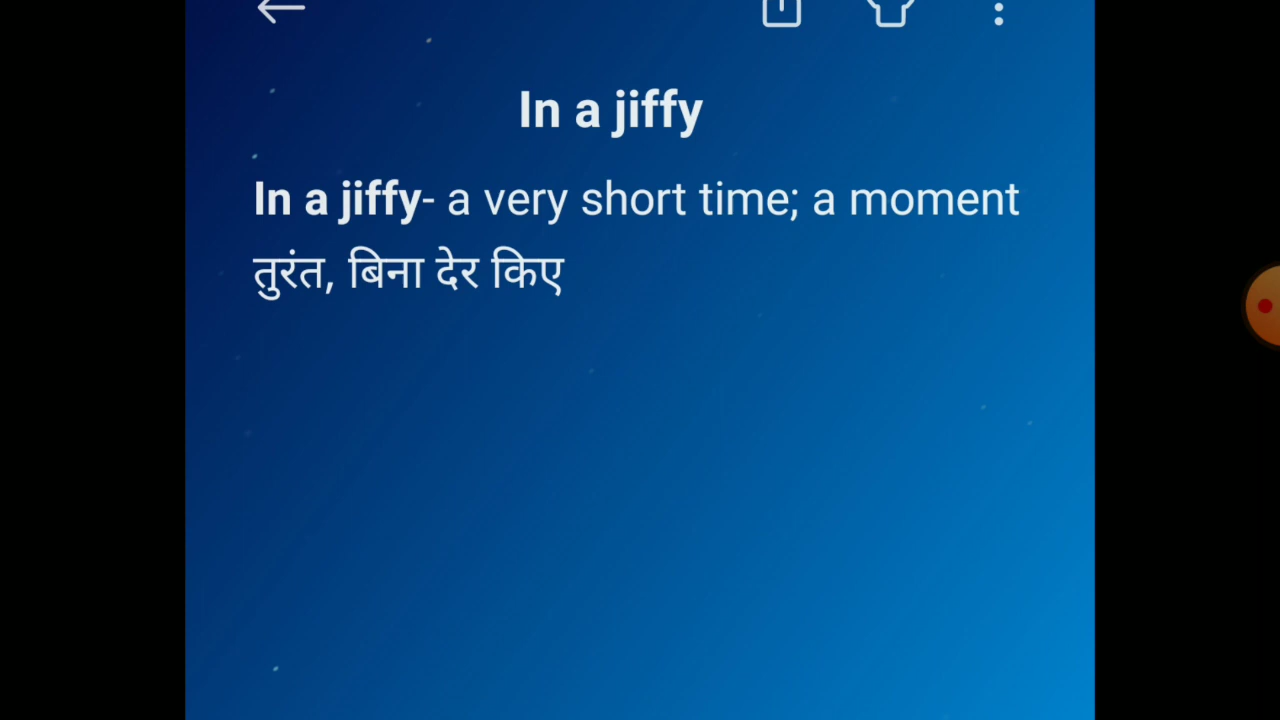 In a jiffy
In a jiffy- a very short time; a moment
तुरंत, बिना देर किए